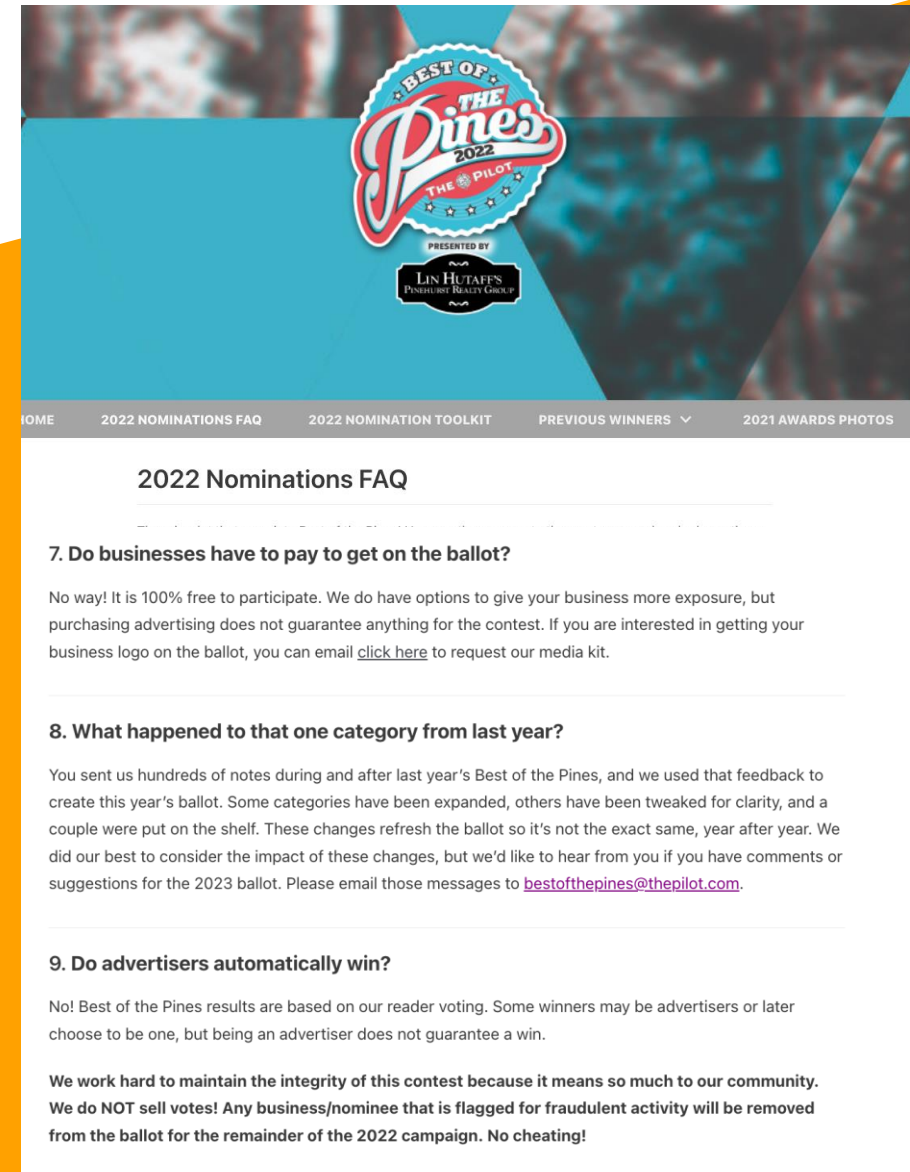 BEST OF
THE
Pines
2022
THE PILOT
PRESENTED BY
LIN HUTAFF'S
PINEHURST REALTY GROUP
HOME 2022 NOMINATIONS FAQ 2022 NOMINATION TOOLKIT PREVIOUS WINNERS 2021 AWARDS PHOTOS
2022 Nominations FAQ
7. Do businesses have to pay to get on the ballot?
No way! It is 100% free to participate. We do have options to give your business more exposure, but
purchasing advertising does not guarantee anything for the contest. If you are interested in getting your
business logo on the ballot, you can email click here to request our media kit.
8. What happened to that one category from last year?
You sent us hundreds of notes during and after last year's Best of the Pines, and we used that feedback to
create this year's ballot. Some categories have been expanded, others have been tweaked for clarity, and a
couple were put on the shelf. These changes refresh the ballot so it's not the exact same, year after year. We
did our best to consider the impact of these changes, but we'd like to hear from you if you have comments or
suggestions for the 2023 ballot. Please email those messages to bestofthepines@thepilot.com.
9. Do advertisers automatically win?
No! Best of the Pines results are based on our reader voting. Some winners may be advertisers or later
choose to be one, but being an advertiser does not guarantee a win.
We work hard to maintain the integrity of this contest because it means so much to our community.
We do NOT sell votes! Any business/nominee that is flagged for fraudulent activity will be removed
from the ballot for the remainder of the 2022 campaign. No cheating!